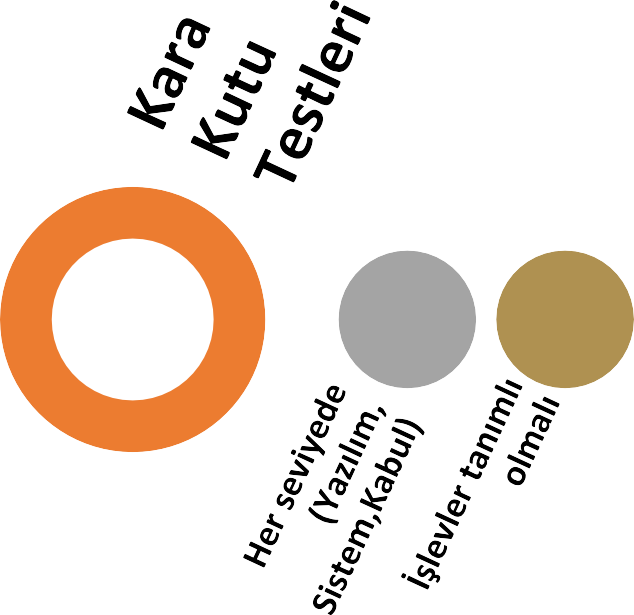 Kara
Kutu
Testleri
Her seviyede
(Yazılım,
Sistem,Kabul)
İşlevler tanımlı
olmalı